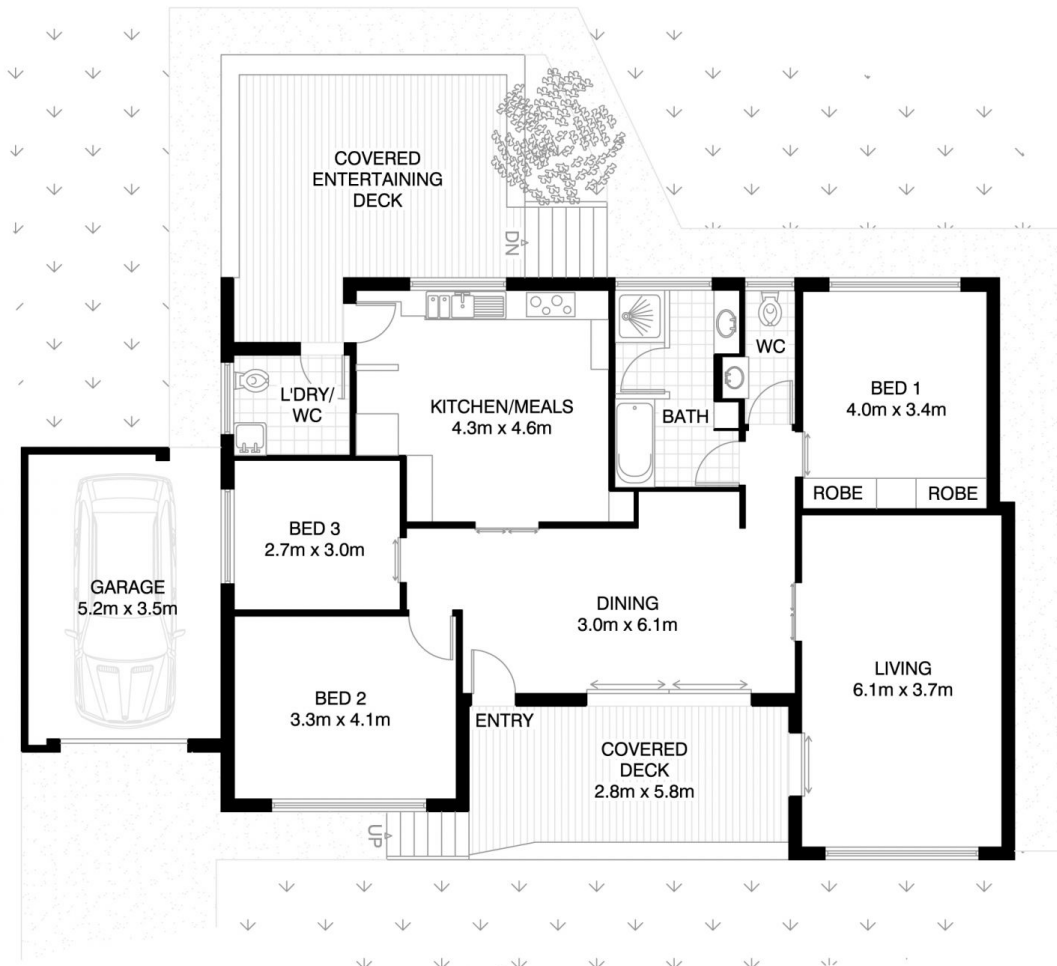 COVERED
ENTERTAINING
DECK
DN
WC
L'DRY/
WC
KITCHEN/MEALS
4.3m x 4.6m
BATH
BED 1
4.0m x 3.4m
ROBE
ROBE
BED 3
2.7m x 3.0m
GARAGE
5.2m x 3.5m
DINING
3.0m x 6.1m
LIVING
6.1m x 3.7m
BED 2
3.3m x 4.1m
ENTRY
COVERED
DECK
2.8m x 5.8m
UP